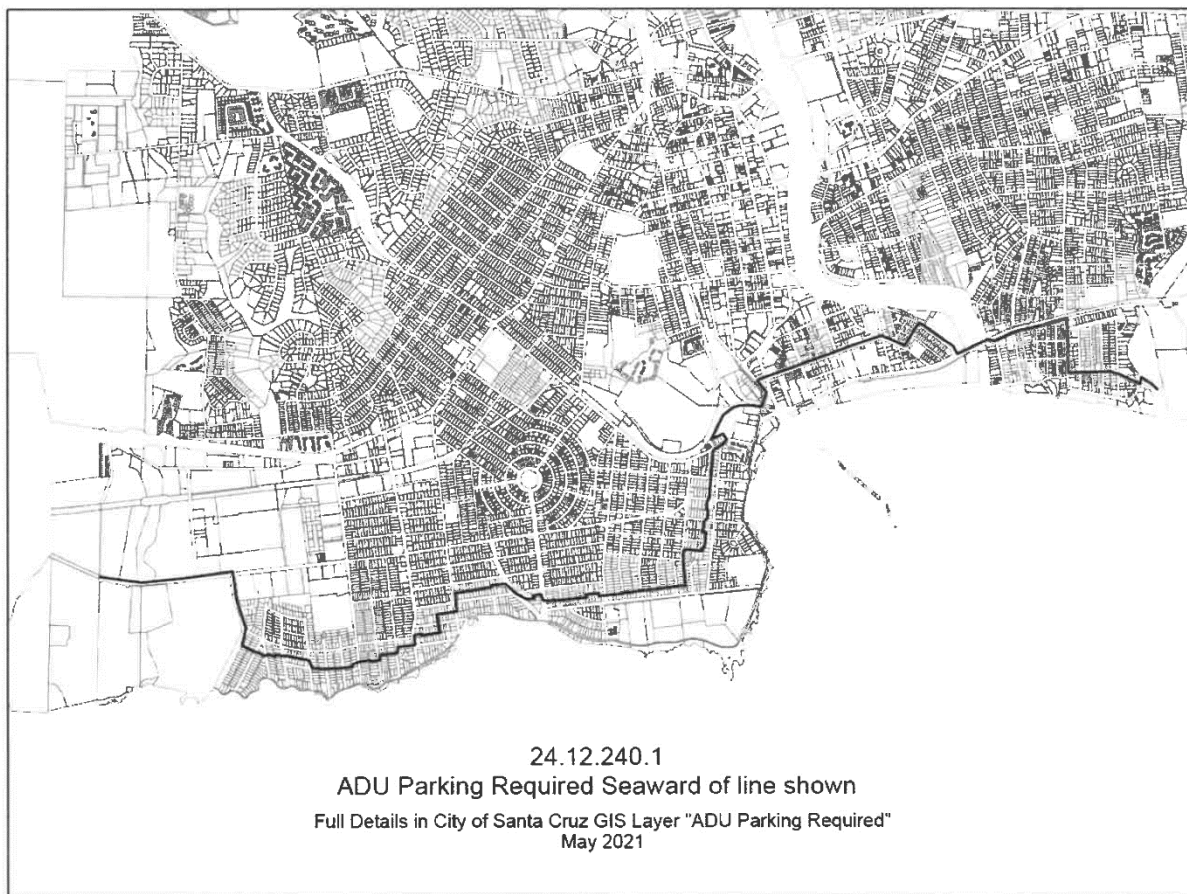 24.12.240.1
ADU Parking Required Seaward of line shown
Full Details in City of Santa Cruz GIS Layer "ADU Parking Required"
May 2021